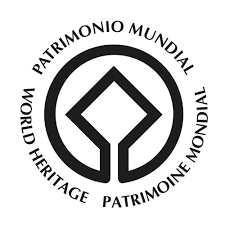 PATRIMONIO MUNDIAL
WORLD HERITAGE
PATRIMOINE MONDIAL